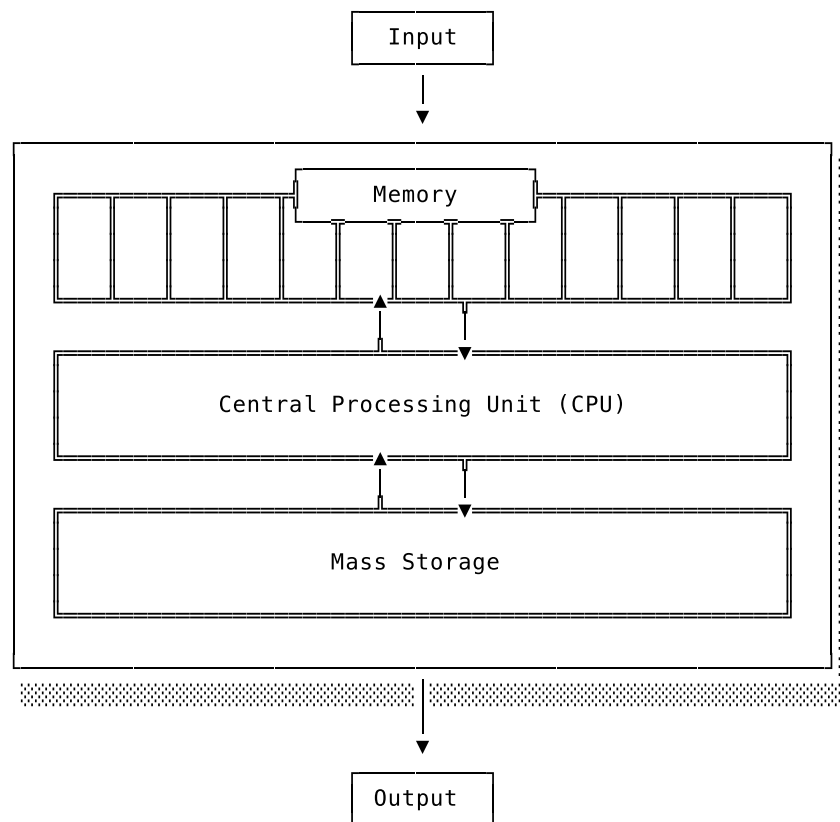 Input
Memory
Central Processing Unit (CPU)
Mass Storage
Output